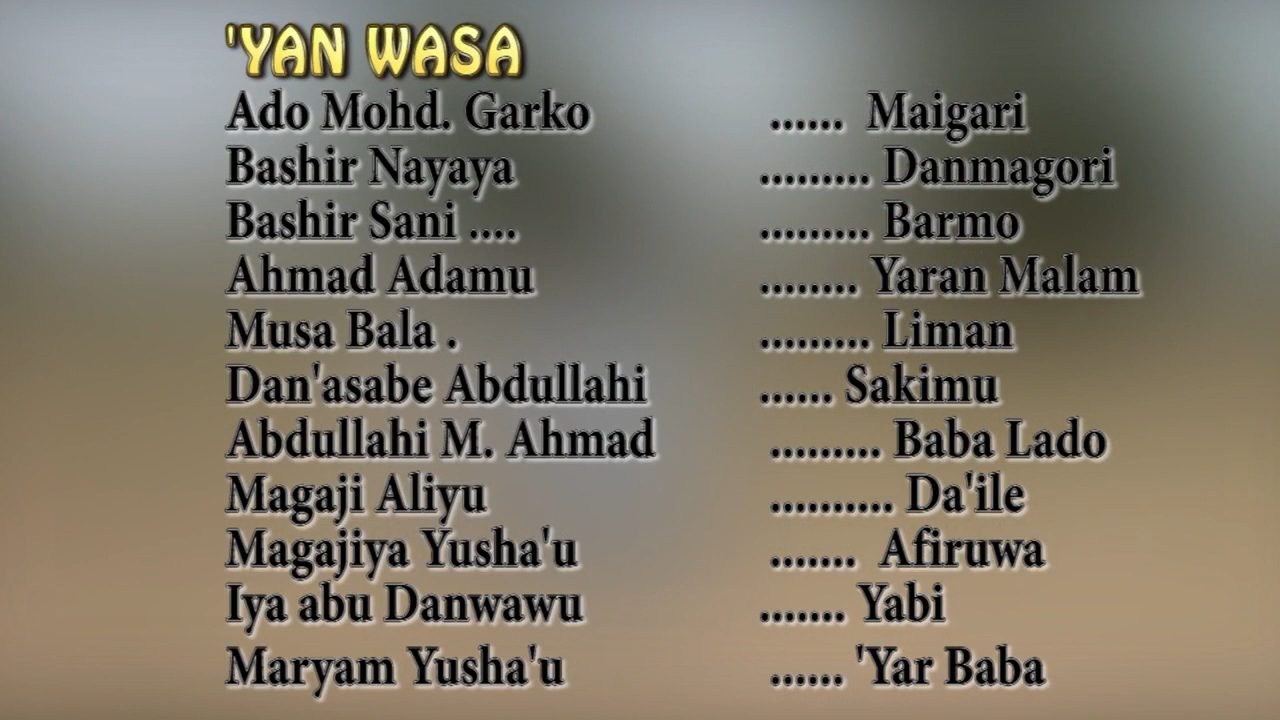 'YAN WASA
Ado Mohd. Garko ...... Maigari
Bashir Nayaya ......... Danmagori
Bashir Sani .... ......... Barmo
Ahmad Adamu ........ Yaran Malam
Musa Bala . ......... Liman
Dan'asabe Abdullahi ...... Sakimu
Abdullahi M. Ahmad ......... Baba Lado
Magaji Aliyu .......... Da'ile
Magajiya Yusha'u ....... Afiruwa
Iya abu Danwawu ....... Yabi
Maryam Yusha'u ...... 'Yar Baba